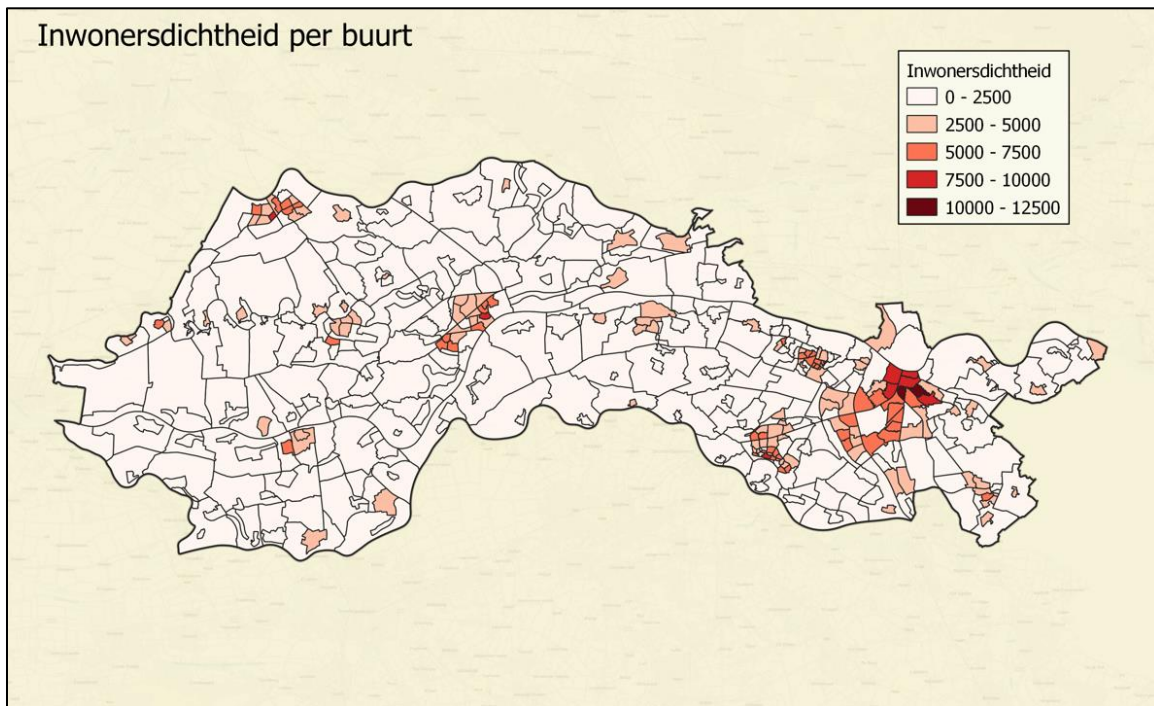 Inwonersdichtheid per buurt
Inwonersdichtheid
0 - 2500
2500 - 5000
5000 - 7500
7500 - 10000
10000 - 12500